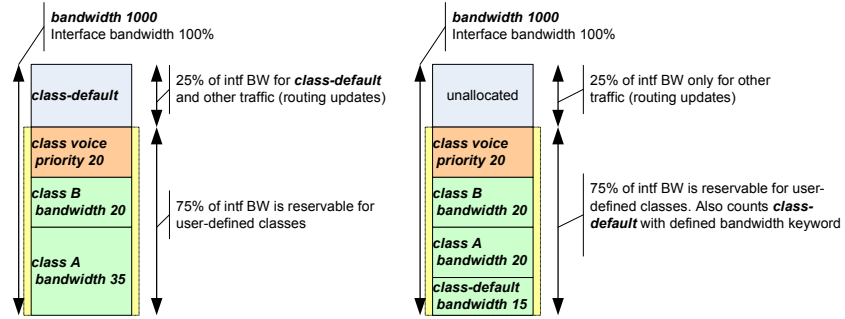 bandwidth 1000
Interface bandwidth 100%
class-default
25% of intf BW for class-default
and other traffic (routing updates)
class voice
priority 20
class B
bandwidth 20
75% of intf BW is reservable for
user-defined classes
class A
bandwidth 35
bandwidth 1000
Interface bandwidth 100%
unallocated
25% of intf BW only for other
traffic (routing updates)
class voice
priority 20
class B
bandwidth 20
75% of intf BW is reservable for user-
defined classes. Also counts class-
default with defined bandwidth keyword
class A
bandwidth 20
class-default
bandwidth 15